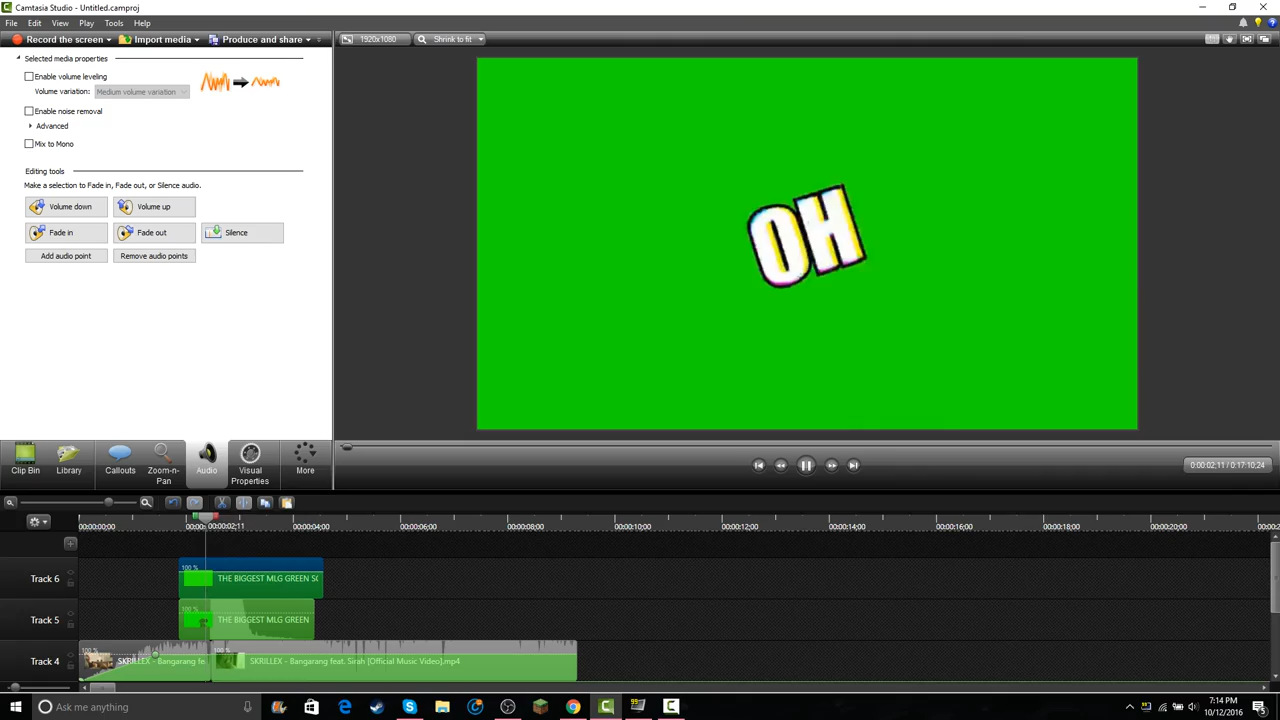 Camtasia Studio - Untitled.camproj
File Edit View Play Tools Help
Record the screen Import media Produce and share
1920x1080 Shrink to fit
Selected media properties
Enable volume leveling
Volume variation: Medium volume variation
Enable noise removal
Advanced
Mix to Mono
Editing tools
Make a selection to Fade in, Fade out, or Silence audio.
Volume down Volume up
Fade in Fade out Silence
Add audio point Remove audio points
OH
Clip Bin Library Callouts Zoom-n-Pan Audio Visual Properties More
0:00:02;11 / 0:17:10;24
00:00:00;00 00:00: 00:00:02;11 00:00:04;00 00:00:06;00 00:00:08;00 00:00:10;00 00:00:12;00 00:00:14;00 00:00:16;00 00:00:18;00 00:00:20;00 00:00:2
Track 6 100 % THE BIGGEST MLG GREEN SC
Track 5 100 % THE BIGGEST MLG GREEN
Track 4 100 % SKRILLEX - Bangarang fe 100 % SKRILLEX - Bangarang feat. Sirah [Official Music Video].mp4
Ask me anything
99
7:14 PM
10/12/2016